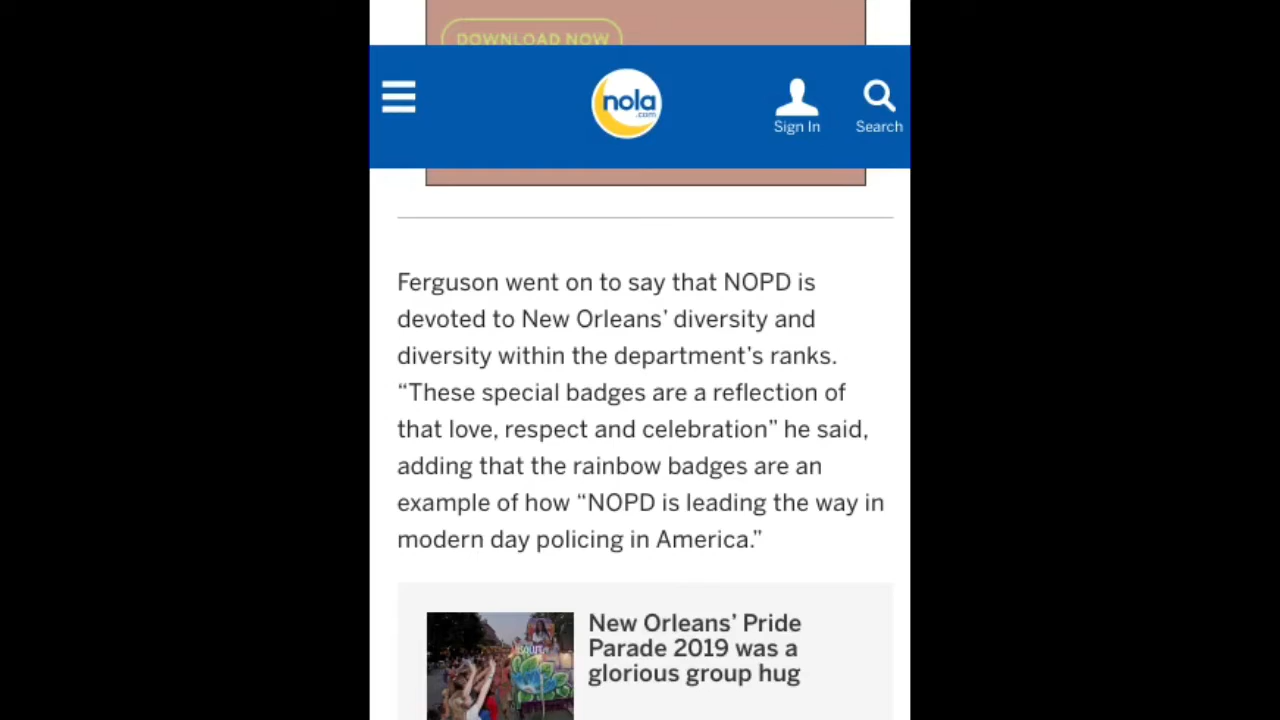 DOWNLOAD NOW
nola
.com
Sign In
Search
Ferguson went on to say that NOPD is
devoted to New Orleans’ diversity and
diversity within the department’s ranks.
“These special badges are a reflection of
that love, respect and celebration” he said,
adding that the rainbow badges are an
example of how “NOPD is leading the way in
modern day policing in America.”
New Orleans’ Pride
Parade 2019 was a
glorious group hug